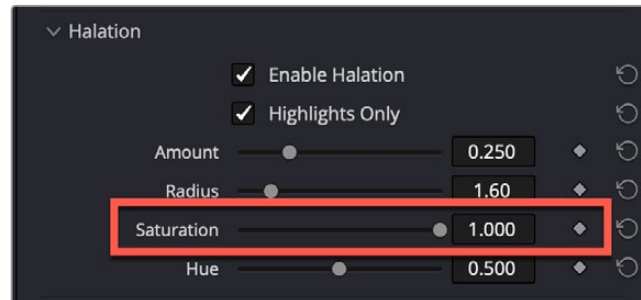 Halation
Enable Halation
Highlights Only
Amount 0.250
Radius 1.60
Saturation 1.000
Hue 0.500